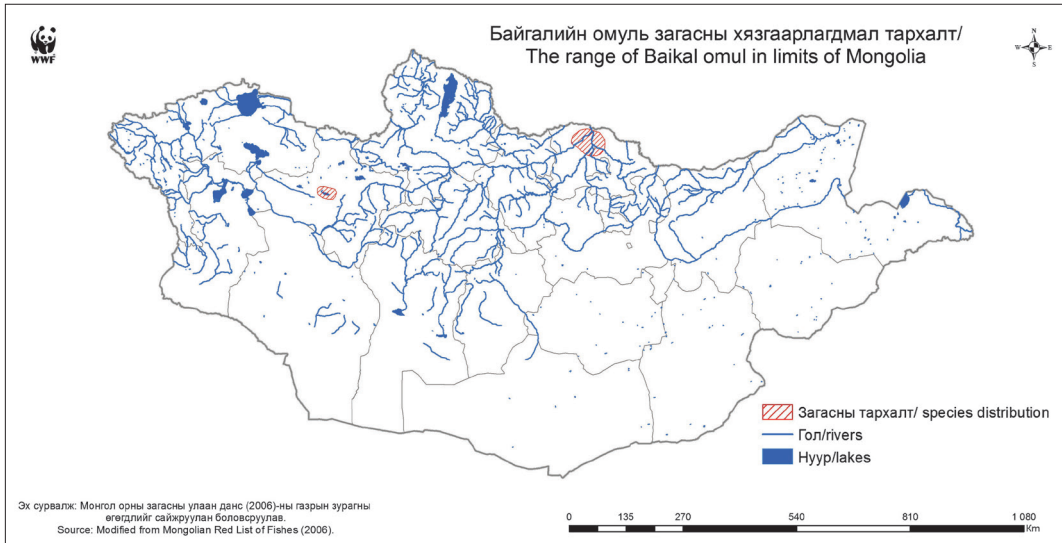 WWF
Байгалийн омуль загасны хязгаарлагдмал тархалт/
The range of Baikal omul in limits of Mongolia
N
W E
S
Загасны тархалт/ species distribution
Гол/rivers
Нуур/lakes
Эх сурвалж: Монгол орны загасны улаан данс (2006)-ны газрын зурагны
өгөгдлийг сайжруулан боловсруулав.
Source: Modified from Mongolian Red List of Fishes (2006).
0 135 270 540 810 1 080
Km